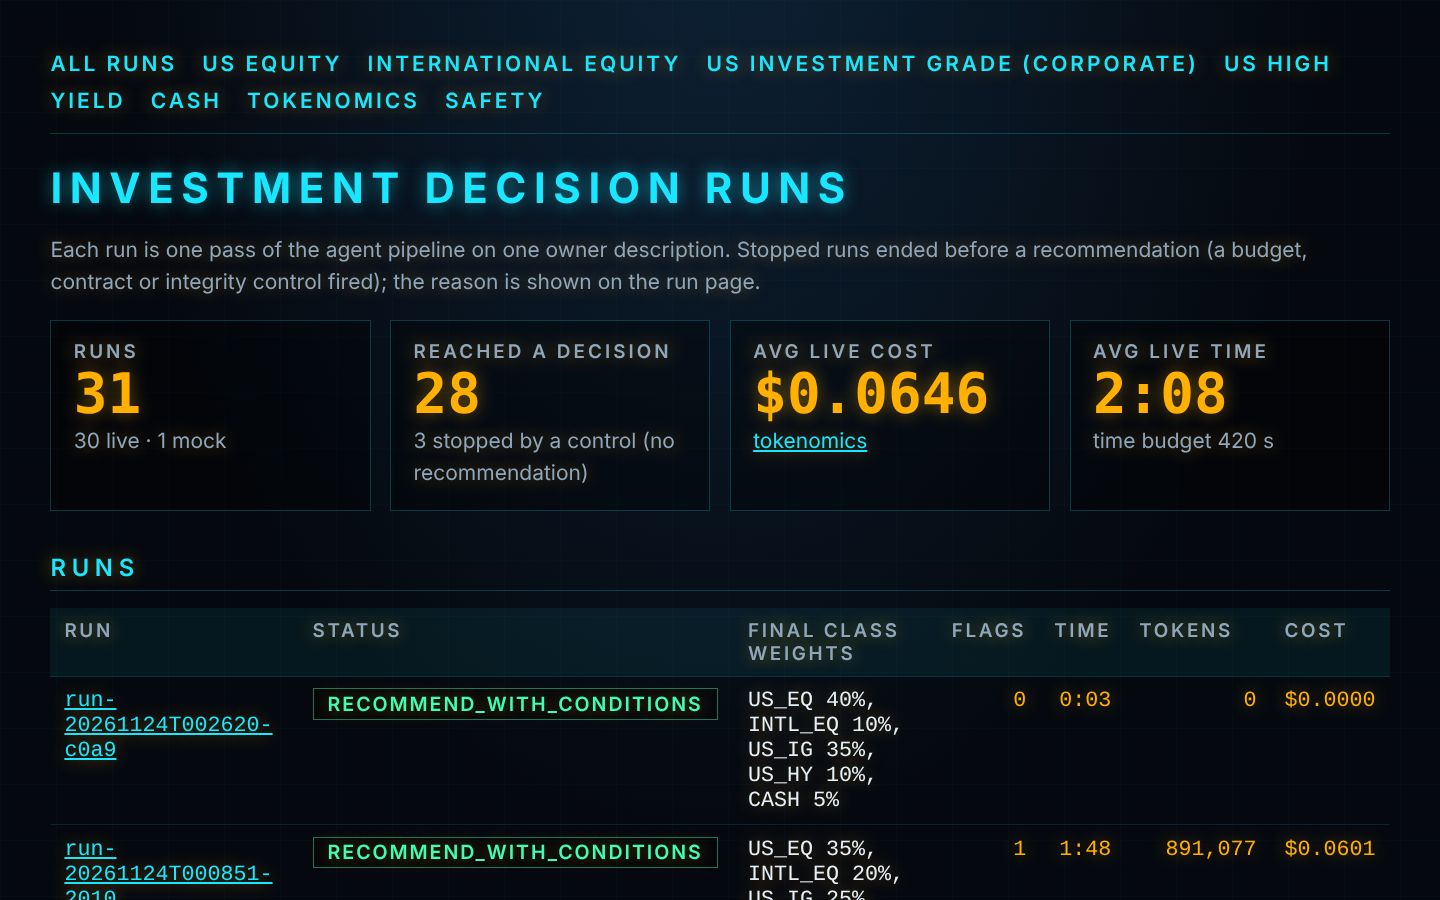 ALL RUNS US EQUITY INTERNATIONAL EQUITY US INVESTMENT GRADE (CORPORATE) US HIGH
YIELD CASH TOKENOMICS SAFETY
INVESTMENT DECISION RUNS
Each run is one pass of the agent pipeline on one owner description. Stopped runs ended before a recommendation (a budget,
contract or integrity control fired); the reason is shown on the run page.
RUNS
31
30 live · 1 mock
REACHED A DECISION
28
3 stopped by a control (no
recommendation)
AVG LIVE COST
$0.0646
tokenomics
AVG LIVE TIME
2:08
time budget 420 s
RUNS
RUN STATUS FINAL CLASS WEIGHTS FLAGS TIME TOKENS COST
run-
20261124T002620-
c0a9
RECOMMEND_WITH_CONDITIONS
US_EQ 40%,
INTL_EQ 10%,
US_IG 35%,
US_HY 10%,
CASH 5%
0 0:03 0 $0.0000
run-
20261124T000851-
2010
RECOMMEND_WITH_CONDITIONS
US_EQ 35%,
INTL_EQ 20%,
US_IG 25%
1 1:48 891,077 $0.0601